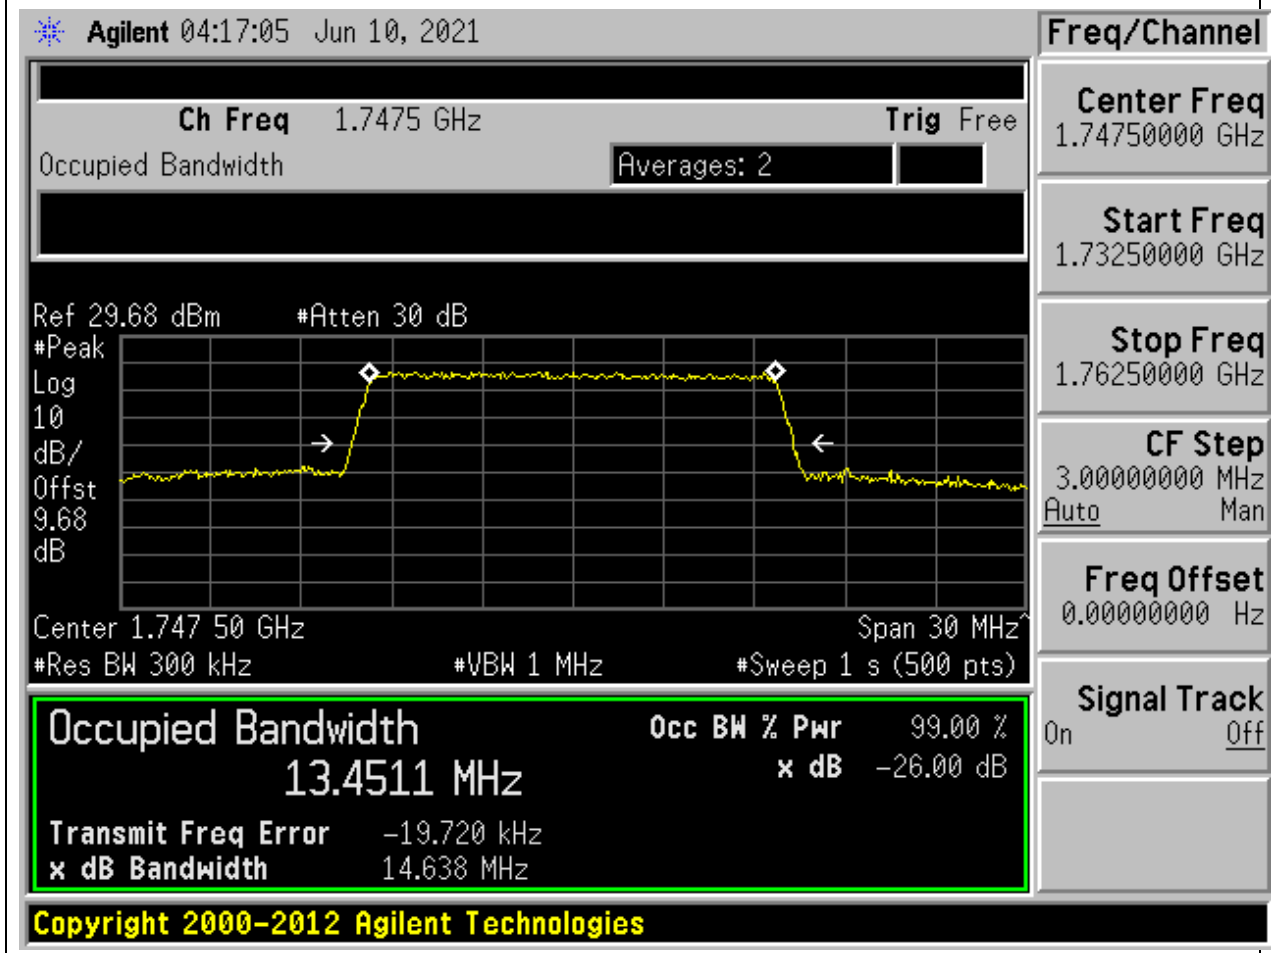 Agilent 04:17:05 Jun 10, 2021
Freq/Channel
Ch Freq 1.7475 GHz
Trig Free
Occupied Bandwidth
Averages: 2
Center Freq
1.74750000 GHz
Start Freq
1.73250000 GHz
Stop Freq
1.76250000 GHz
CF Step
3.00000000 MHz
Auto Man
Freq Offset
0.00000000 Hz
Signal Track
On Off
Ref 29.68 dBm #Atten 30 dB
#Peak
Log
10
dB/
Offst
9.68
dB
Center 1.747 50 GHz Span 30 MHz^
#Res BW 300 kHz #VBW 1 MHz #Sweep 1 s (500 pts)
Occupied Bandwidth
13.4511 MHz
Occ BW % Pwr 99.00 %
x dB -26.00 dB
Transmit Freq Error -19.720 kHz
x dB Bandwidth 14.638 MHz
Copyright 2000-2012 Agilent Technologies